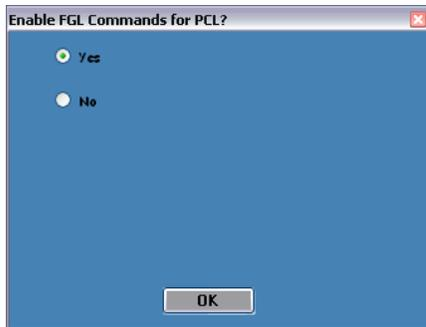 Enable FGL Commands for PCL?
Yes
No
OK